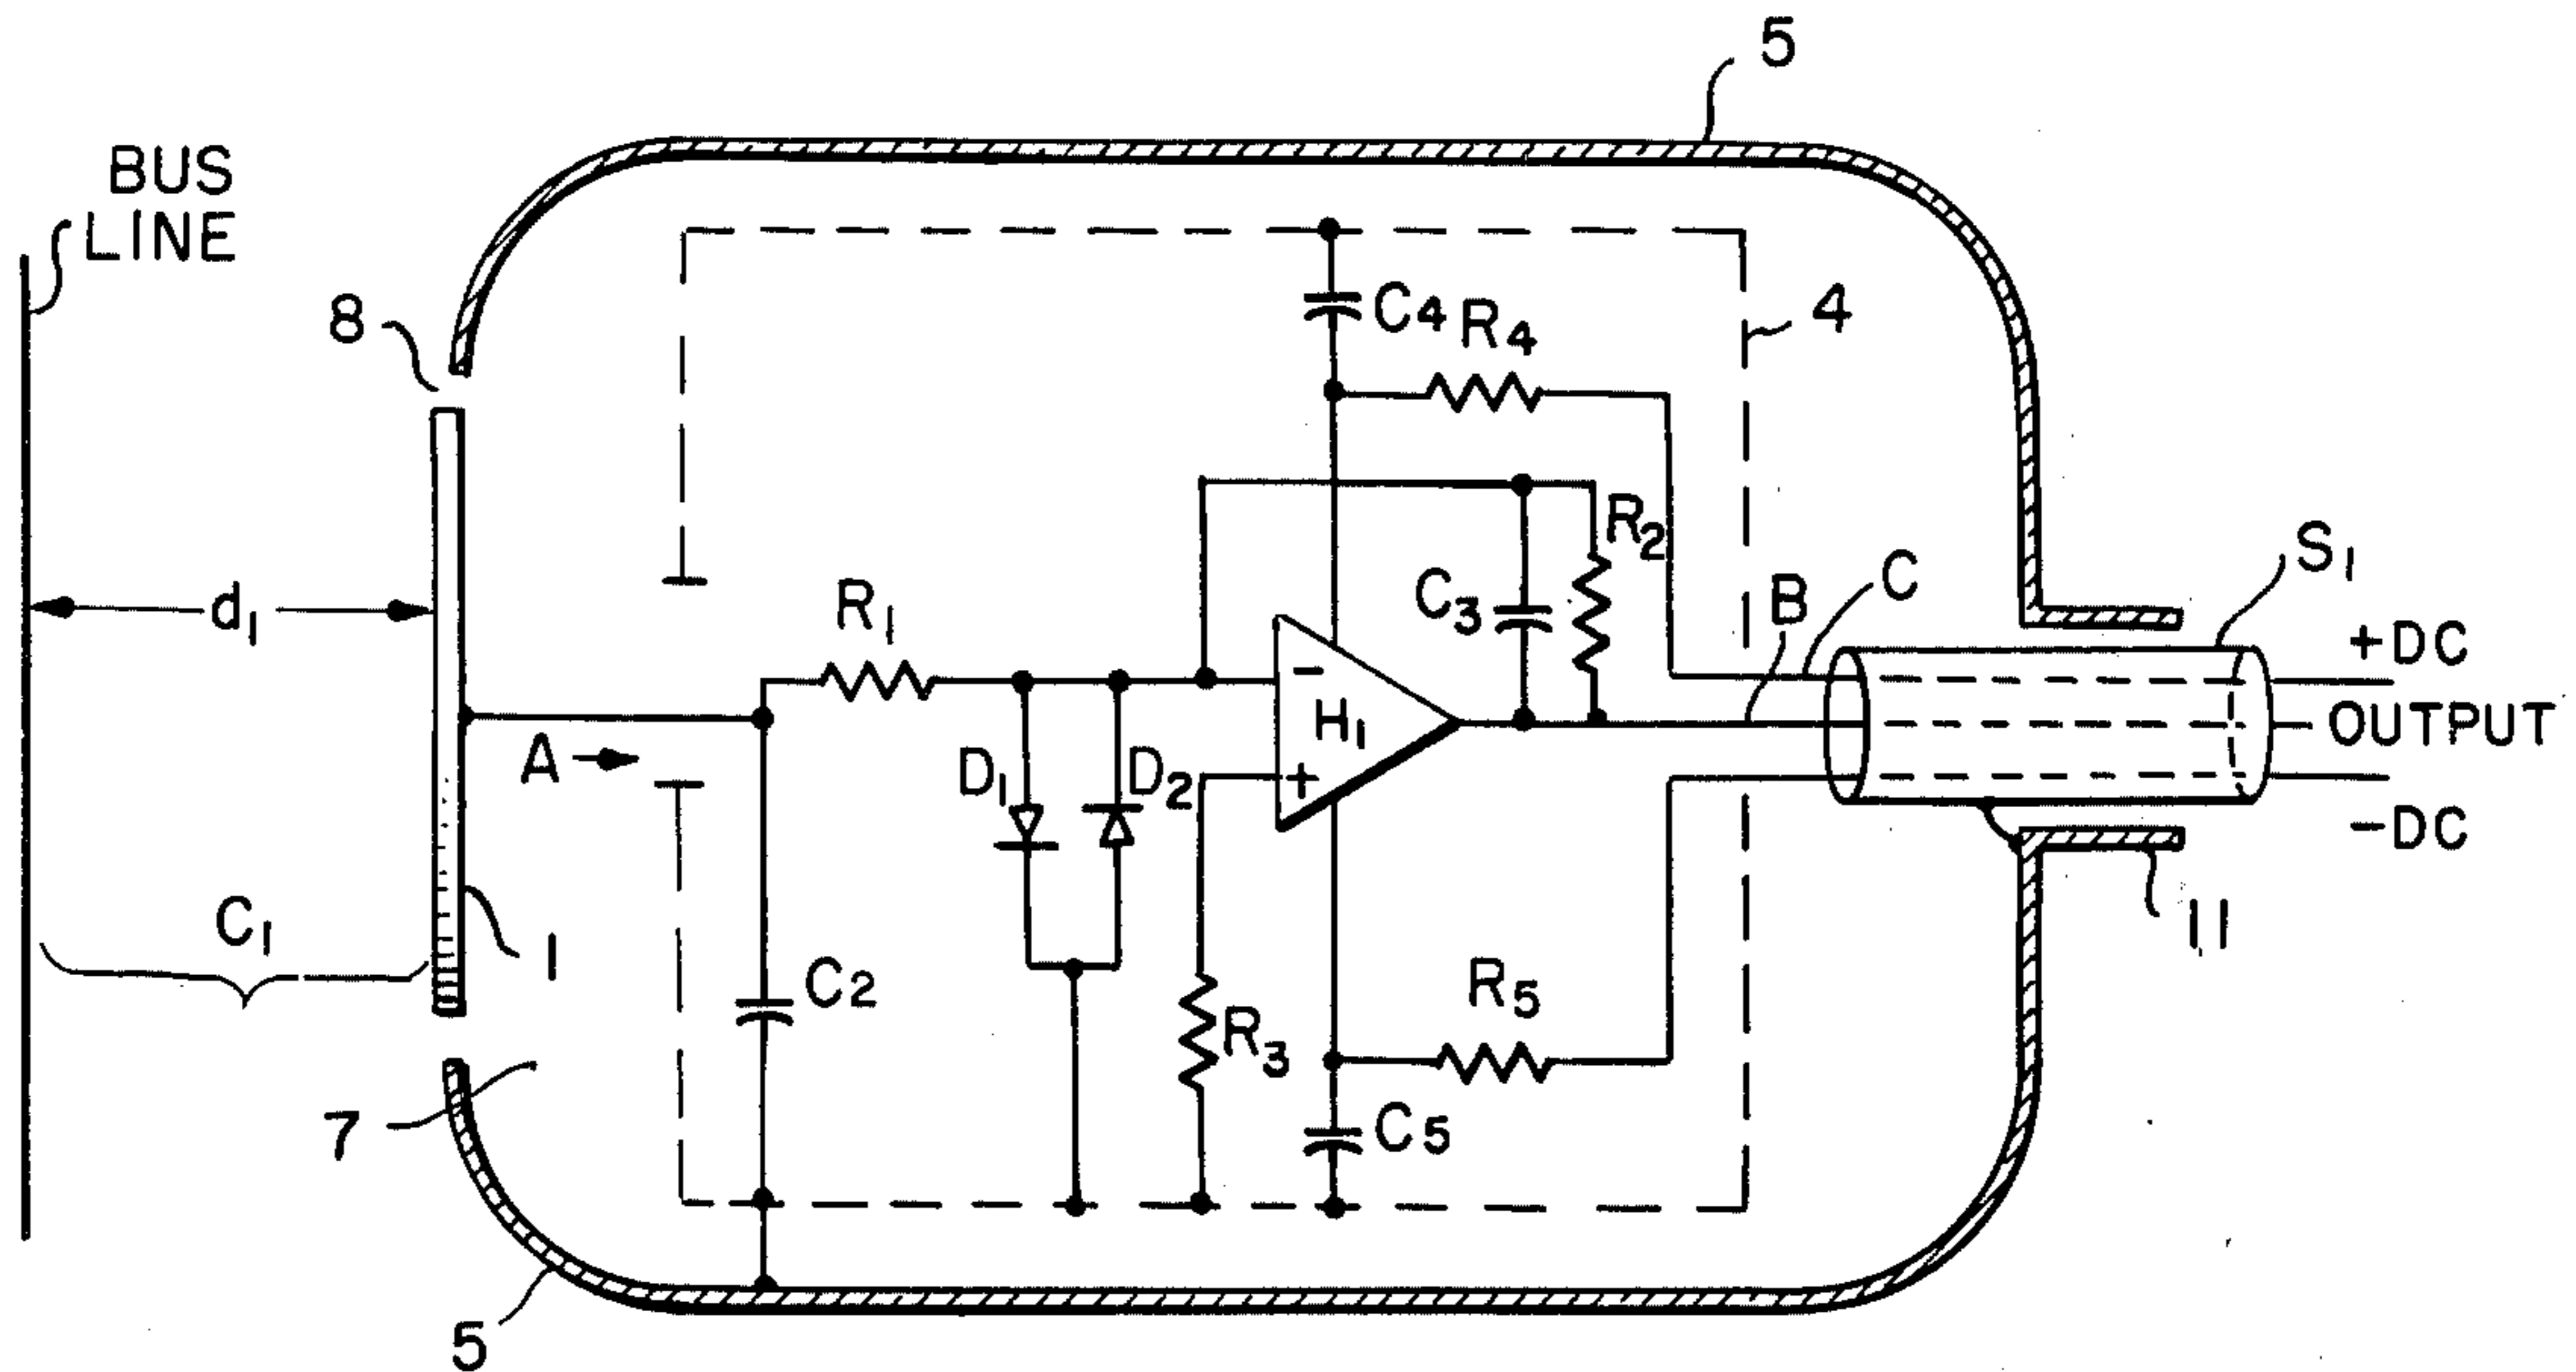 5
BUS
LINE
8
C4
R4
4
R2
S1
d1
R1
C3
B
C
+DC
OUTPUT
-DC
A
D1
D2
-
H1
+
C1
1
C2
R5
11
7
R3
C5
5